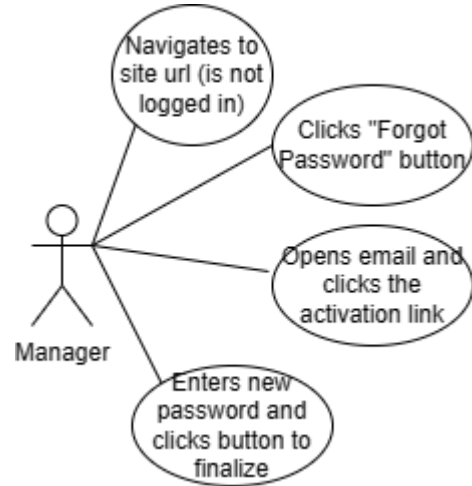 Navigates to
site url (is not
logged in)
Clicks "Forgot
Password" button
Opens email and
clicks the
activation link
Manager
Enters new
password and
clicks button to
finalize